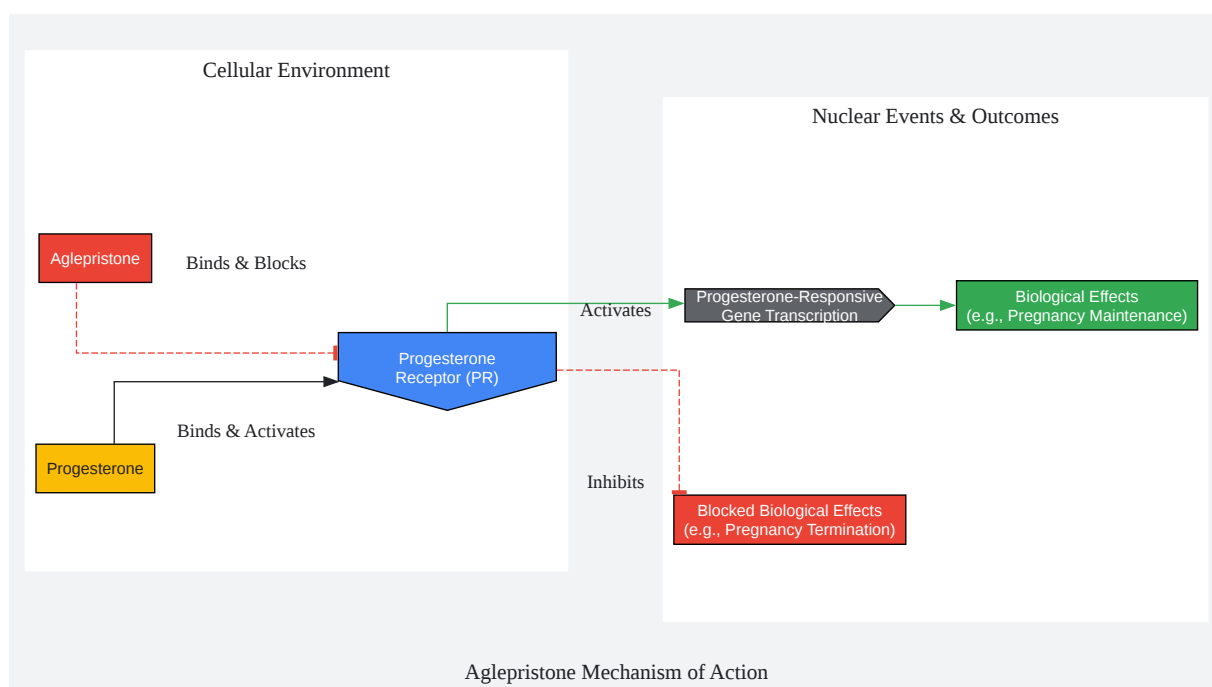 Cellular Environment
Nuclear Events & Outcomes
Aglepristone
Binds & Blocks
Progesterone-Responsive
Gene Transcription
Biological Effects
(e.g., Pregnancy Maintenance)
Activates
Progesterone
Receptor (PR)
Binds & Activates
Progesterone
Inhibits
Blocked Biological Effects
(e.g., Pregnancy Termination)
Aglepristone Mechanism of Action